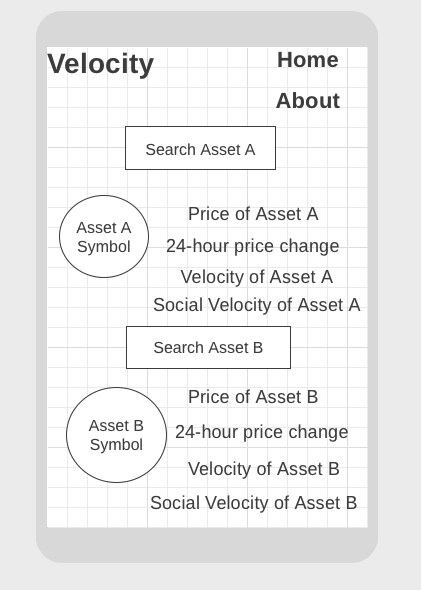 Velocity
Home
About
Search Asset A
Asset A
Symbol
Price of Asset A
24-hour price change
Velocity of Asset A
Social Velocity of Asset A
Search Asset B
Asset B
Symbol
Price of Asset B
24-hour price change
Velocity of Asset B
Social Velocity of Asset B